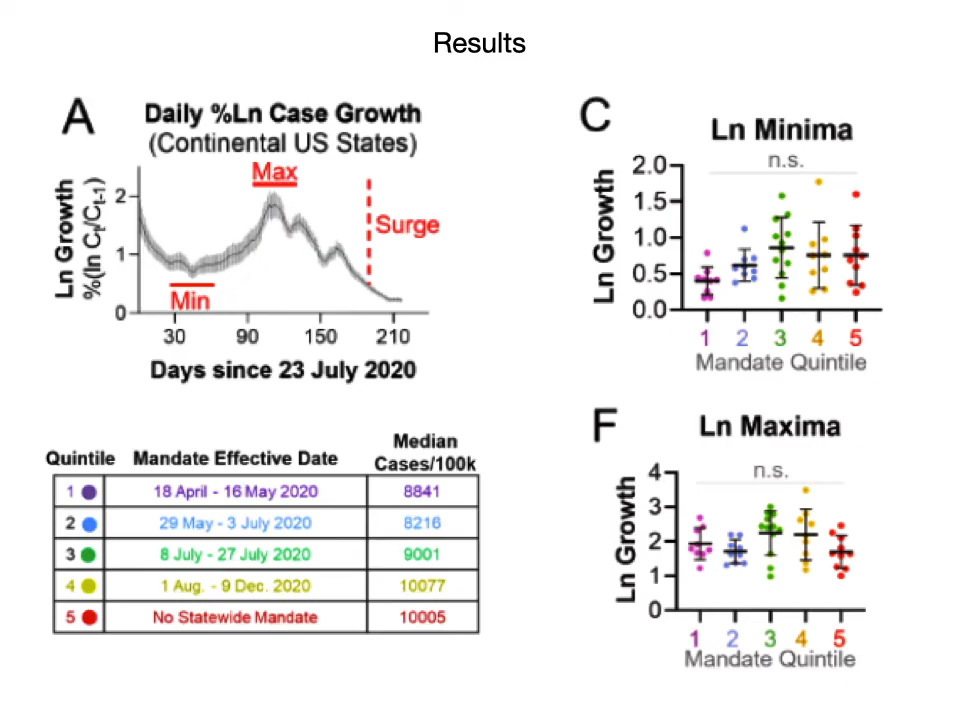 Results
A
Daily %Ln Case Growth
(Continental US States)
Ln Growth
%(ln Ct/Ct-1)
2
1
0
Max
Surge
Min
30 90 150 210
Days since 23 July 2020
C
Ln Minima
n.s.
Ln Growth
2.0
1.5
1.0
0.5
0.0
1 2 3 4 5
Mandate Quintile
Quintile Mandate Effective Date Median Cases/100k
1 18 April - 16 May 2020 8841
2 29 May - 3 July 2020 8216
3 8 July - 27 July 2020 9001
4 1 Aug. - 9 Dec. 2020 10077
5 No Statewide Mandate 10005
F
Ln Maxima
n.s.
Ln Growth
4
3
2
1
0
1 2 3 4 5
Mandate Quintile